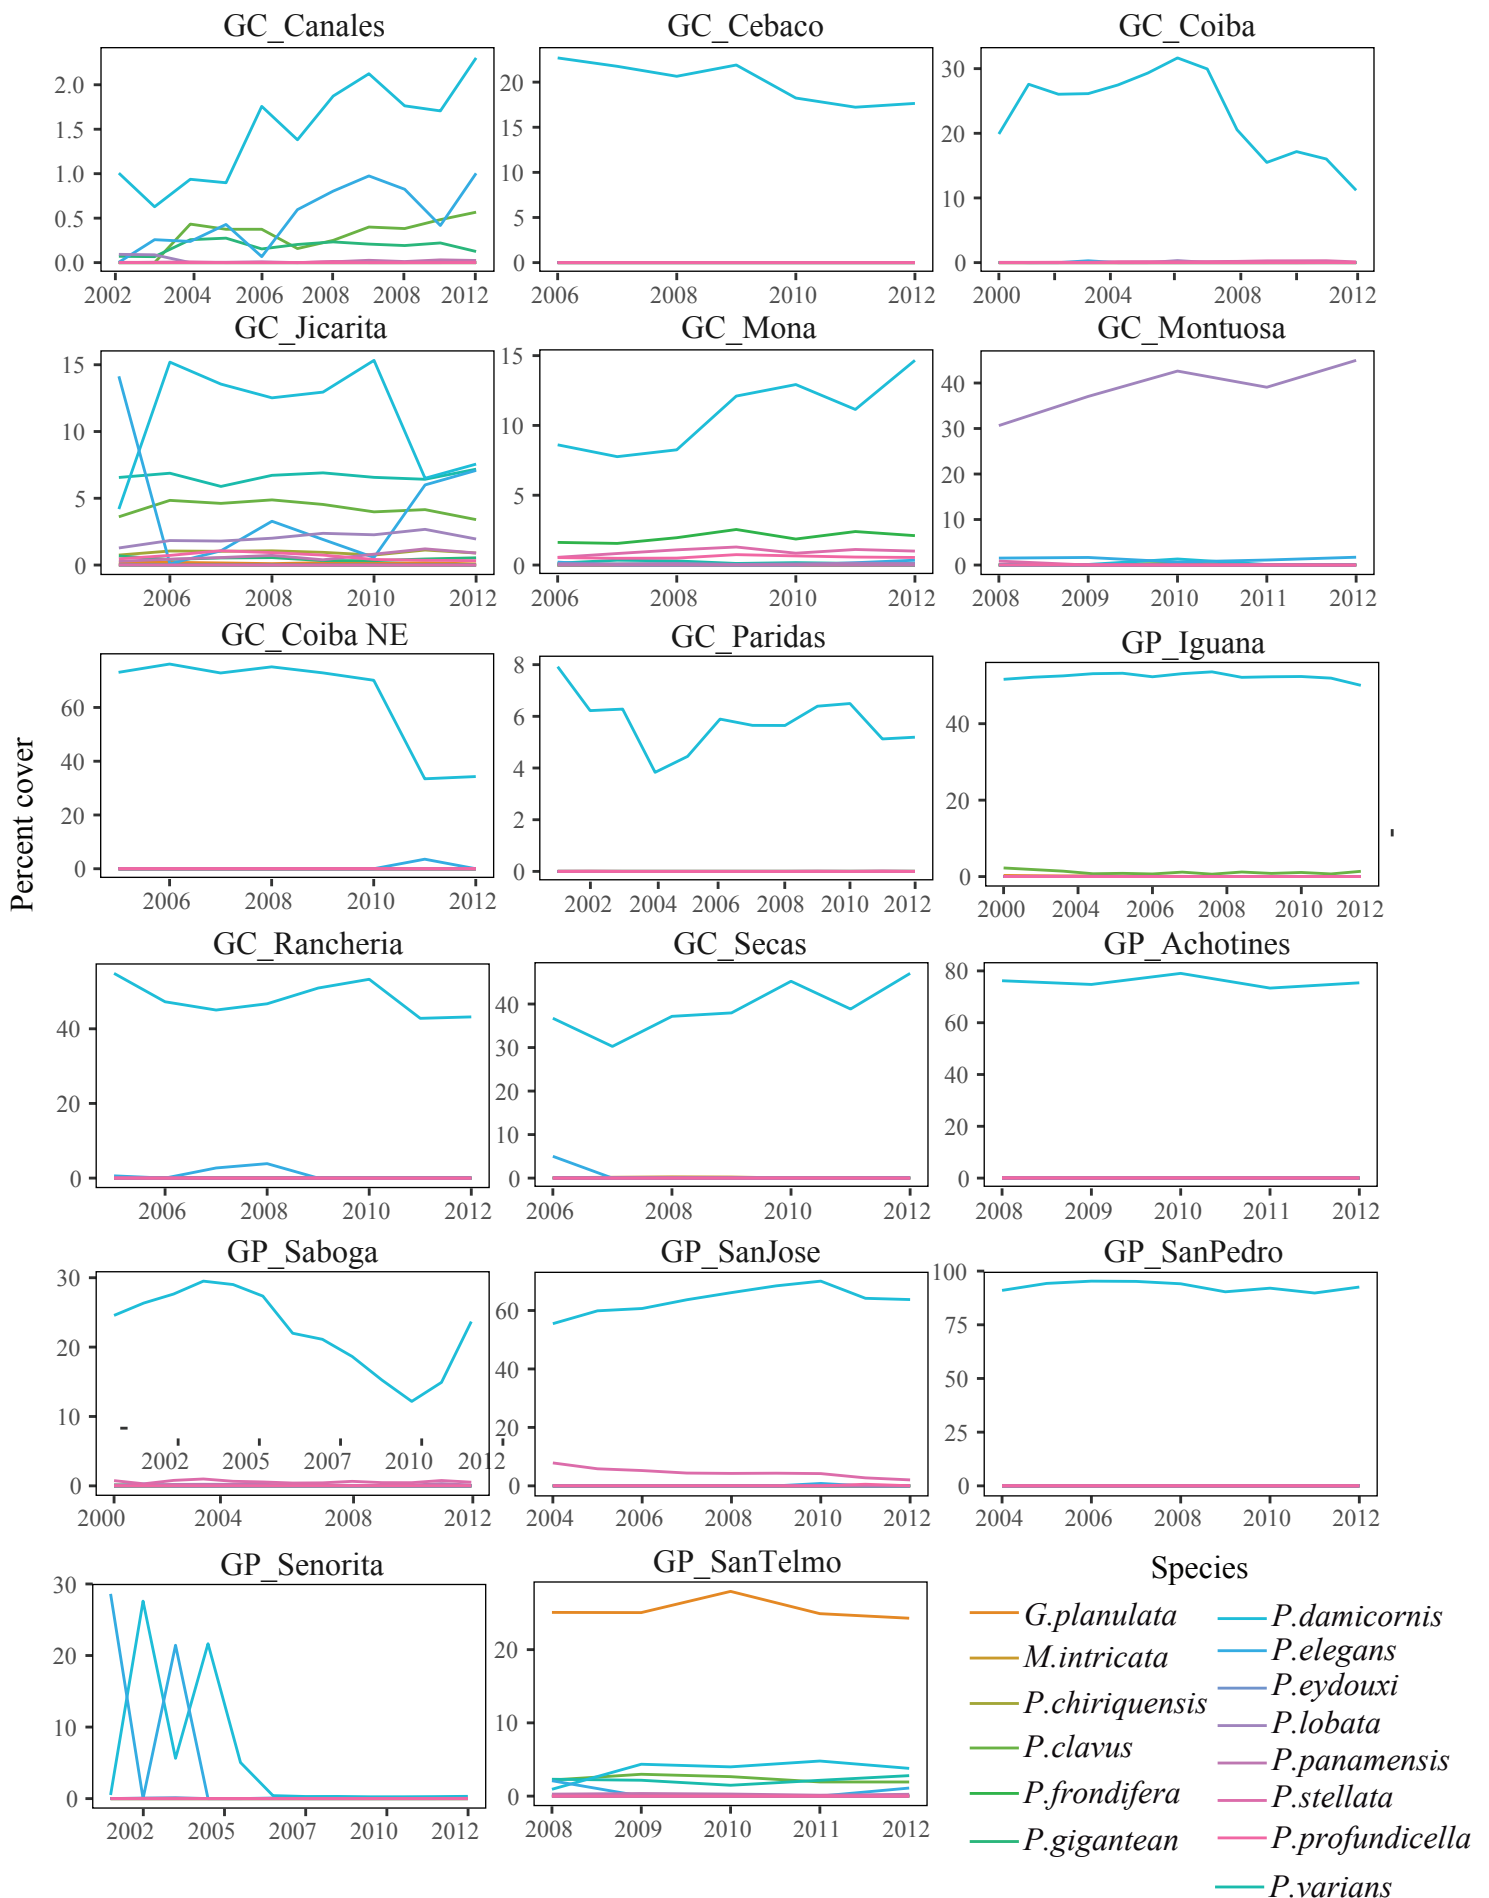 GC_Canales GC_Cebaco GC_Coiba
2.0
1.5
1.0
0.5
0.0
2002 2004 2006 2008 2008 2012
20
15
10
5
0
2006 2008 2010 2012
30
20
10
0
2000 2004 2008 2012
GC_Jicarita GC_Mona GC_Montuosa
15
10
5
0
2006 2008 2010 2012
15
10
5
0
2006 2008 2010 2012
40
30
20
10
0
2008 2009 2010 2011 2012
GC_Coiba NE GC_Paridas GP_Iguana
60
40
20
0
2006 2008 2010 2012
8
6
4
2
0
2002 2004 2006 2008 2010 2012
40
20
0
2000 2004 2006 2008 2010 2012
Percent cover
GC_Rancheria GC_Secas GP_Achotines
40
20
0
2006 2008 2010 2012
40
30
20
10
0
2006 2008 2010 2012
80
60
40
20
0
2008 2009 2010 2011 2012
GP_Saboga GP_SanJose GP_SanPedro
30
20
10
0
2002 2005 2007 2010 2012
2000 2004 2008 2012
60
40
20
0
2004 2006 2008 2010 2012
100
75
50
25
0
2004 2006 2008 2010 2012
GP_Senorita GP_SanTelmo
30
20
10
0
2002 2005 2007 2010 2012
20
10
0
2008 2009 2010 2011 2012
Species
G.planulata
M.intricata
P.chiriquensis
P.clavus
P.frondifera
P.gigantean
P.damicornis
P.elegans
P.eydouxi
P.lobata
P.panamensis
P.stellata
P.profundicella
P.varians